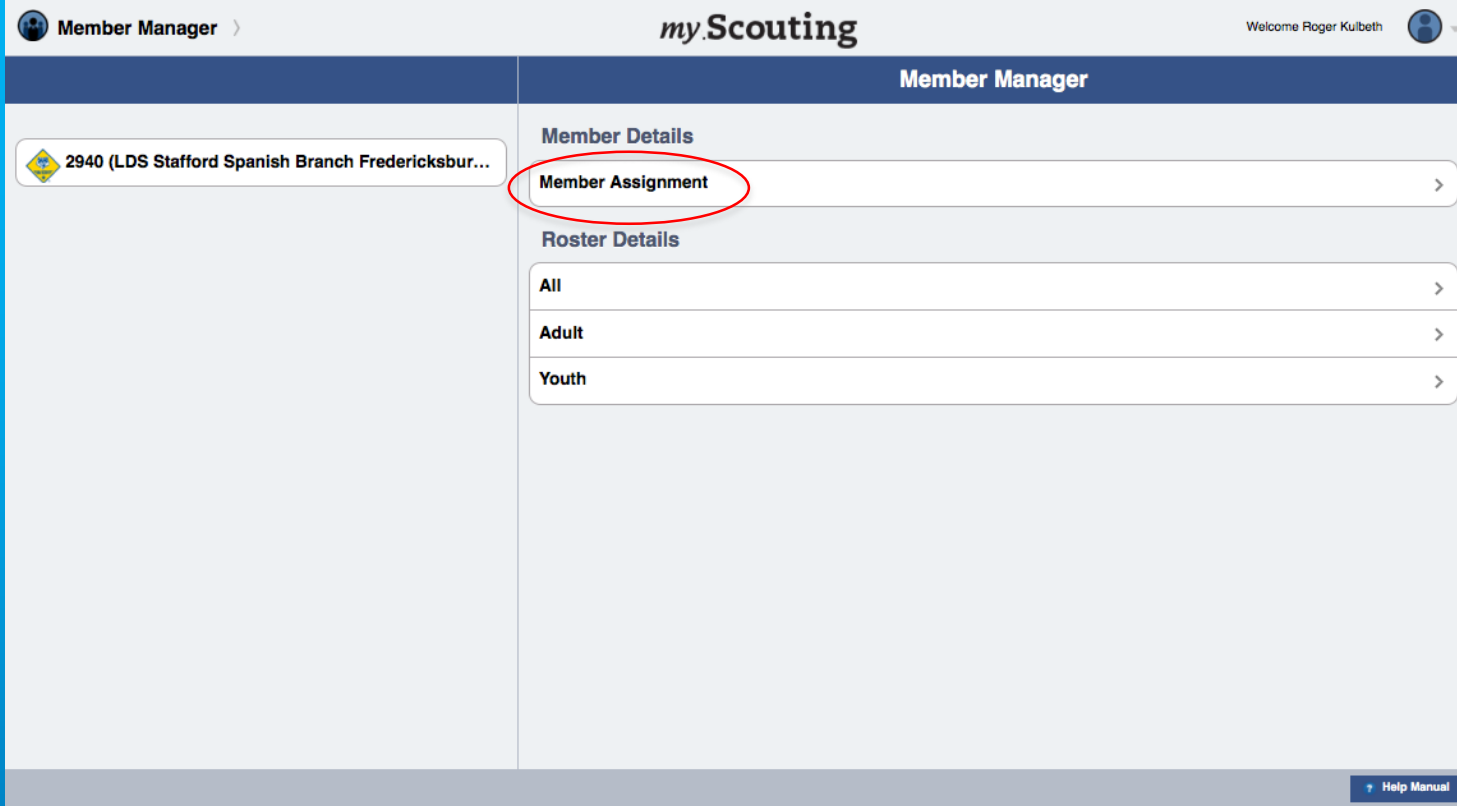 Member Manager
my.Scouting
Welcome Roger Kulbeth
Member Manager
2940 (LDS Stafford Spanish Branch Fredericksbur...
Member Details
Member Assignment
Roster Details
All
Adult
Youth
? Help Manual